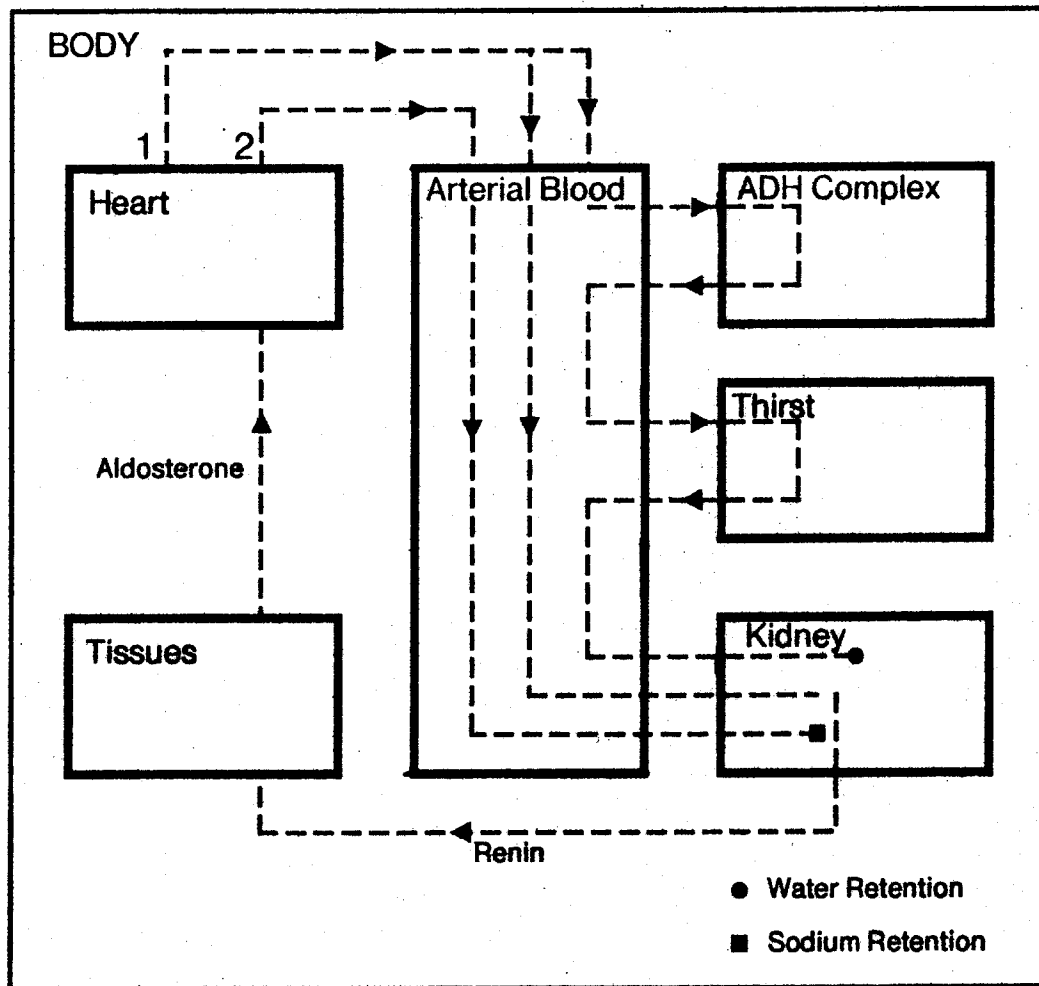 BODY
1
2
Heart
Arterial Blood
ADH Complex
Thirst
Aldosterone
Tissues
Kidney
Renin
Water Retention
Sodium Retention